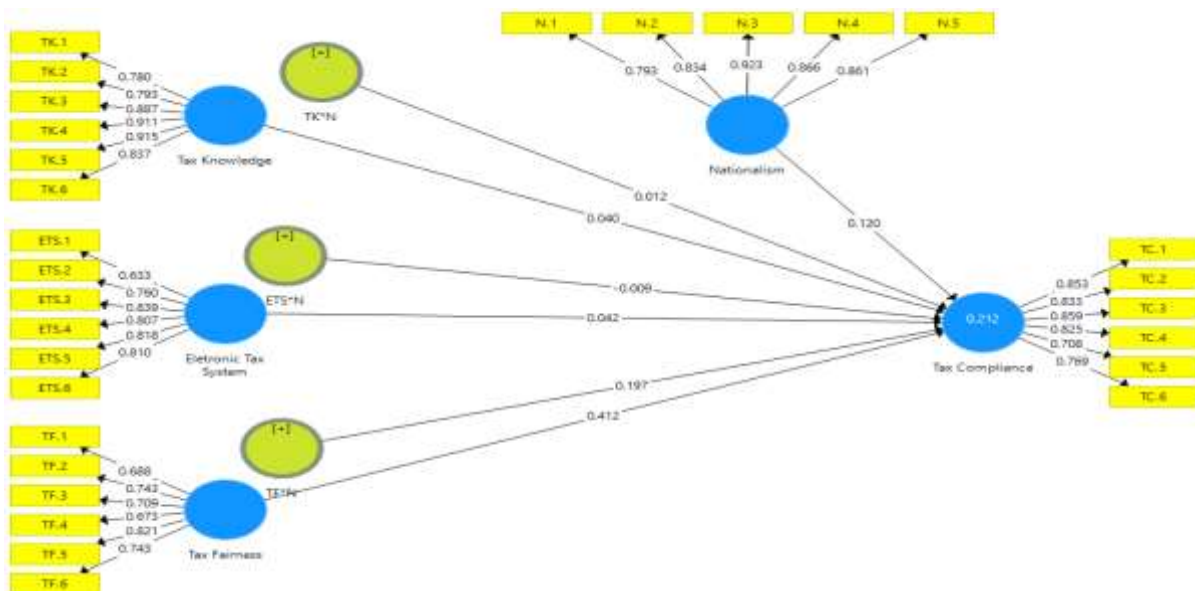 N.1
N.2
N.3
N.4
N.5
0.793
0.834
0.923
0.866
0.861
Nationalism
0.120
TK.1
TK.2
TK.3
TK.4
TK.5
TK.6
0.780
0.793
0.887
0.911
0.915
0.837
Tax Knowledge
[+]
TK*N
0.012
0.040
ETS.1
ETS.2
ETS.3
ETS.4
ETS.5
ETS.6
0.633
0.839
0.807
0.818
0.810
Eletronic Tax
System
[+]
ETS*N
-0.009
0.042
TF.1
TF.2
TF.3
TF.4
TF.5
TF.6
0.688
0.743
0.709
0.673
0.821
0.743
Tax Fairness
[+]
TF*N
0.197
0.412
0.212
Tax Compliance
TC.1
TC.2
TC.3
TC.4
TC.5
TC.6
0.853
0.833
0.859
0.825
0.708
0.769